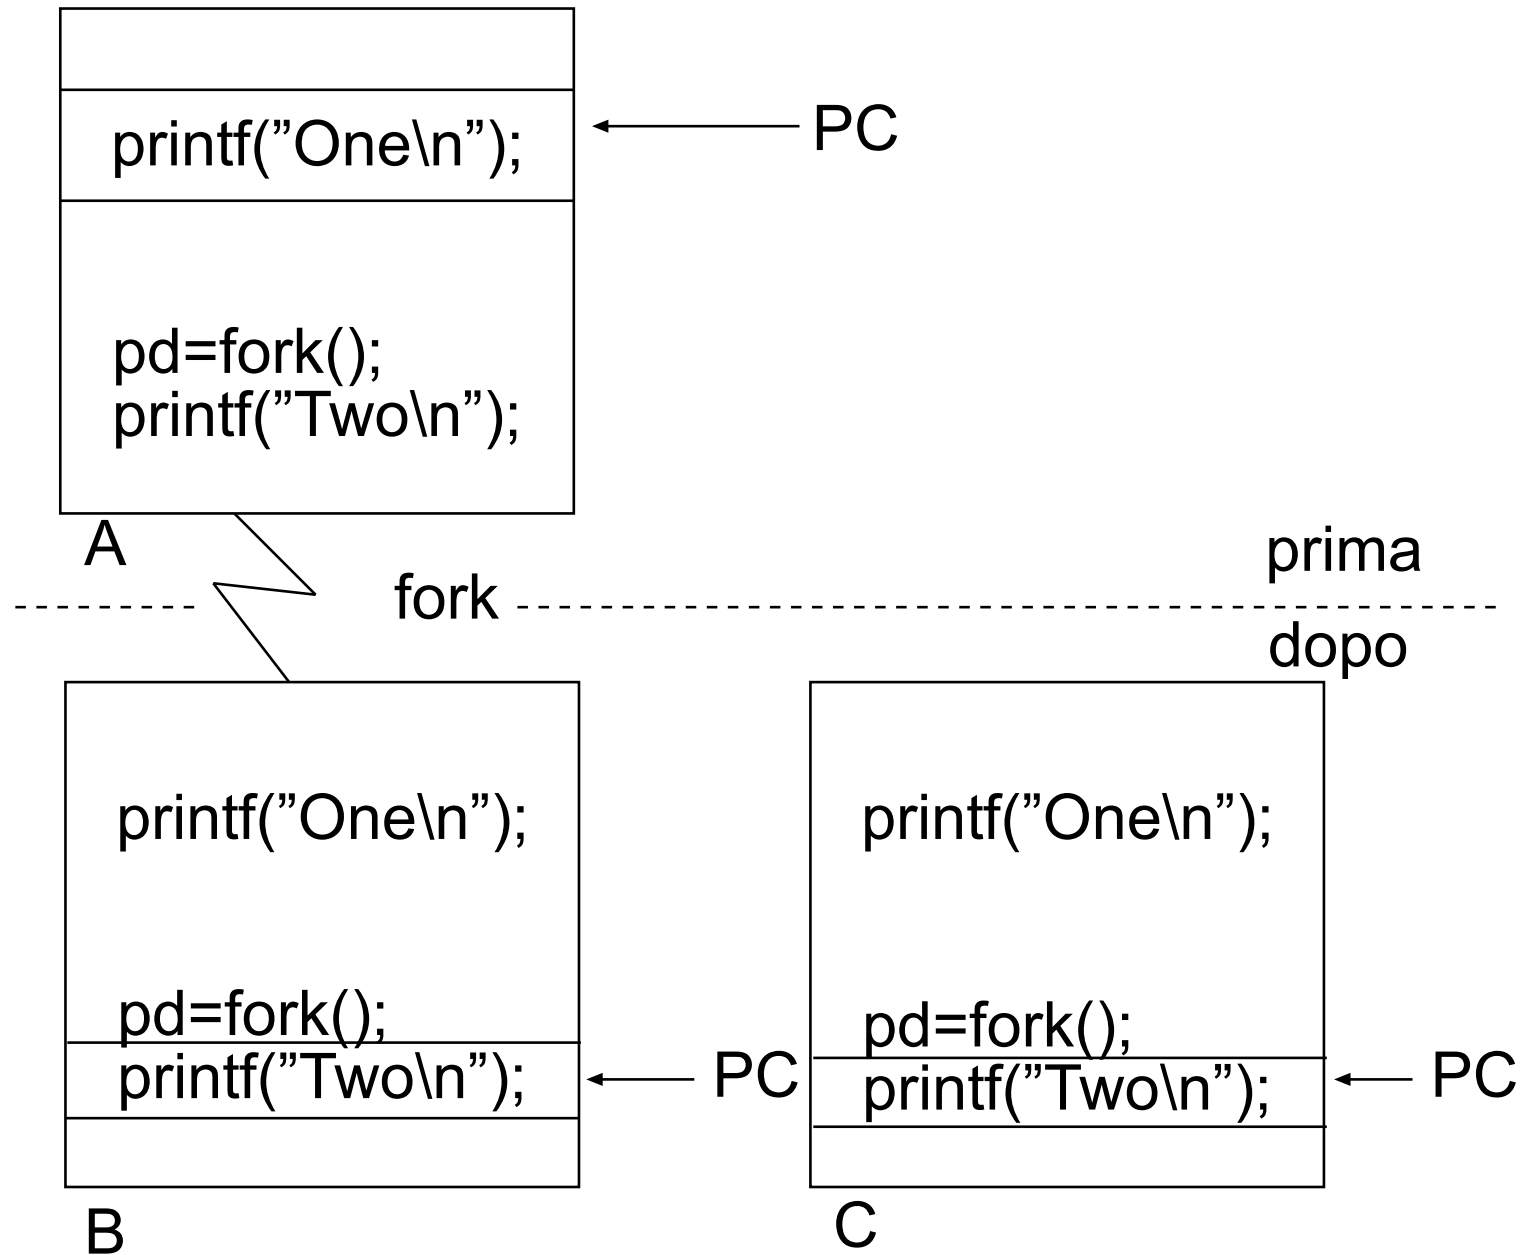 printf(”One\n”);
PC
pd=fork();
printf(”Two\n”);
A
prima
fork
dopo
printf(”One\n”);
pd=fork();
printf(”Two\n”);
PC
B
printf(”One\n”);
pd=fork();
printf(”Two\n”);
PC
C